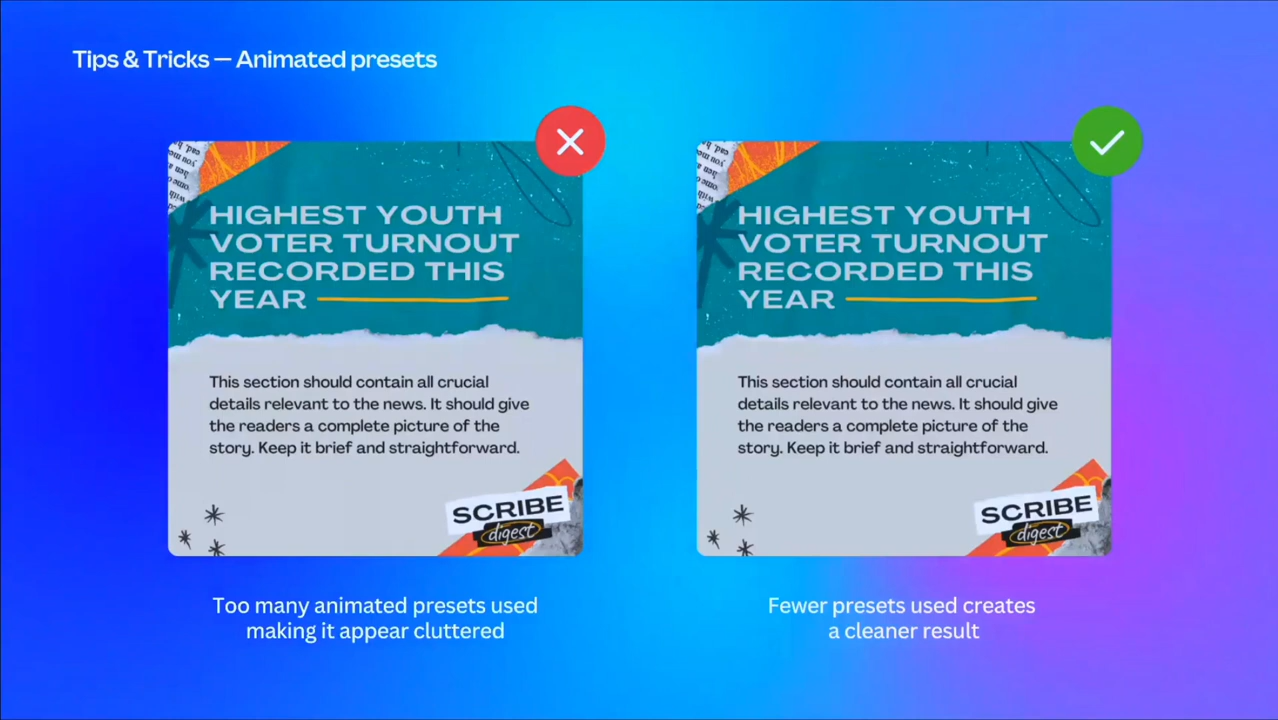 Tips & Tricks — Animated presets
HIGHEST YOUTH
VOTER TURNOUT
RECORDED THIS
YEAR
This section should contain all crucial
details relevant to the news. It should give
the readers a complete picture of the
story. Keep it brief and straightforward.
SCRIBE
digest
Too many animated presets used
making it appear cluttered
HIGHEST YOUTH
VOTER TURNOUT
RECORDED THIS
YEAR
This section should contain all crucial
details relevant to the news. It should give
the readers a complete picture of the
story. Keep it brief and straightforward.
SCRIBE
digest
Fewer presets used creates
a cleaner result